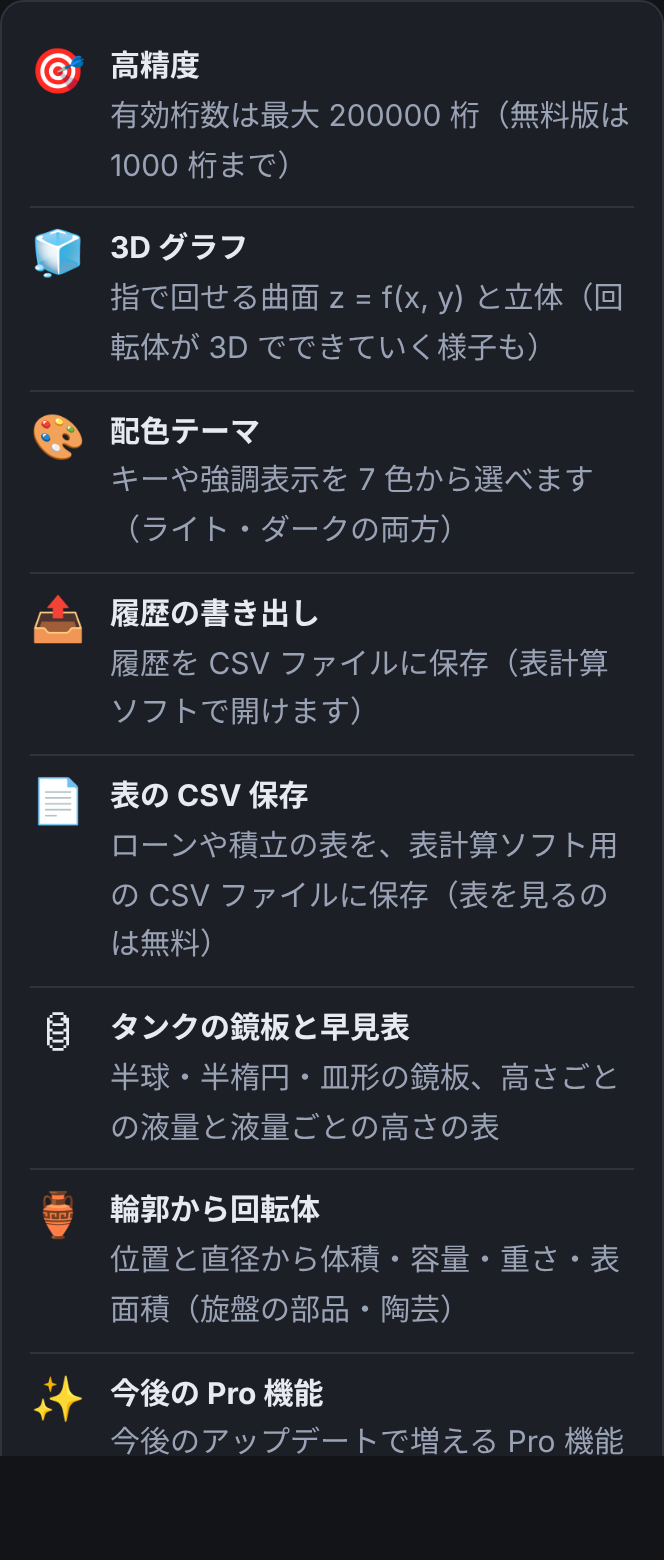 高精度
有効桁数は最大 200000 桁（無料版は
1000 桁まで）
3D グラフ
指で回せる曲面 z = f(x, y) と立体（回
転体が 3D でできていく様子も）
配色テーマ
キーや強調表示を 7 色から選べます
（ライト・ダークの両方）
履歴の書き出し
履歴を CSV ファイルに保存（表計算
ソフトで開けます）
表の CSV 保存
ローンや積立の表を、表計算ソフト用
の CSV ファイルに保存（表を見るの
は無料）
タンクの鏡板と早見表
半球・半楕円・皿形の鏡板、高さごと
の液量と液量ごとの高さの表
輪郭から回転体
位置と直径から体積・容量・重さ・表
面積（旋盤の部品・陶芸）
今後の Pro 機能
今後のアップデートで増える Pro 機能